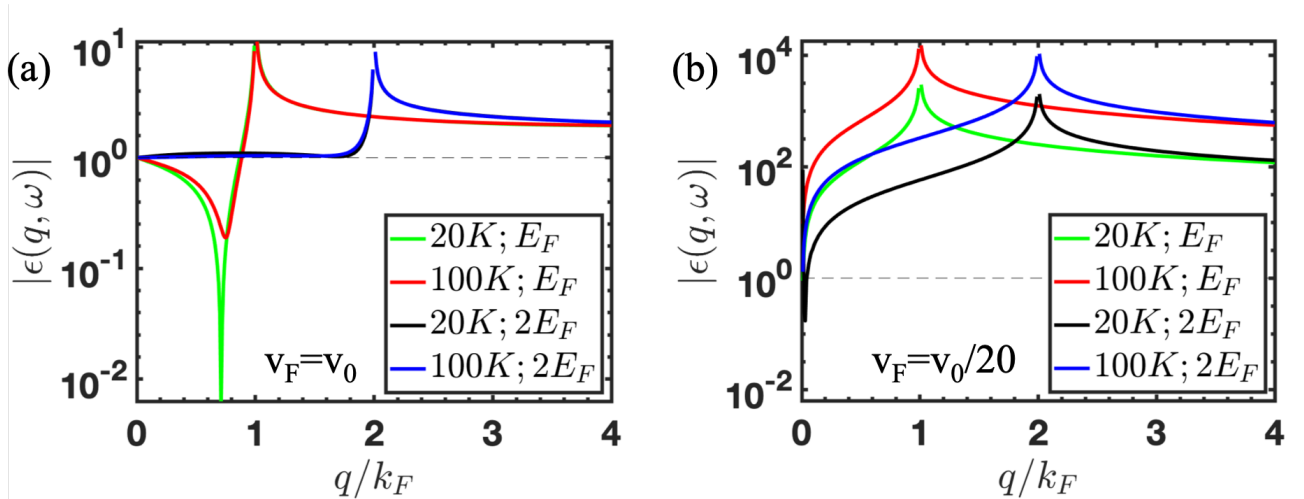 (a)
10^1
10^0
10^-1
10^-2
|ϵ(q, ω)|
20K; E_F
100K; E_F
20K; 2E_F
100K; 2E_F
v_F=v_0
0 1 2 3 4
q/k_F
(b)
10^4
10^2
10^0
10^-2
|ϵ(q, ω)|
20K; E_F
100K; E_F
20K; 2E_F
100K; 2E_F
v_F=v_0/20
0 1 2 3 4
q/k_F